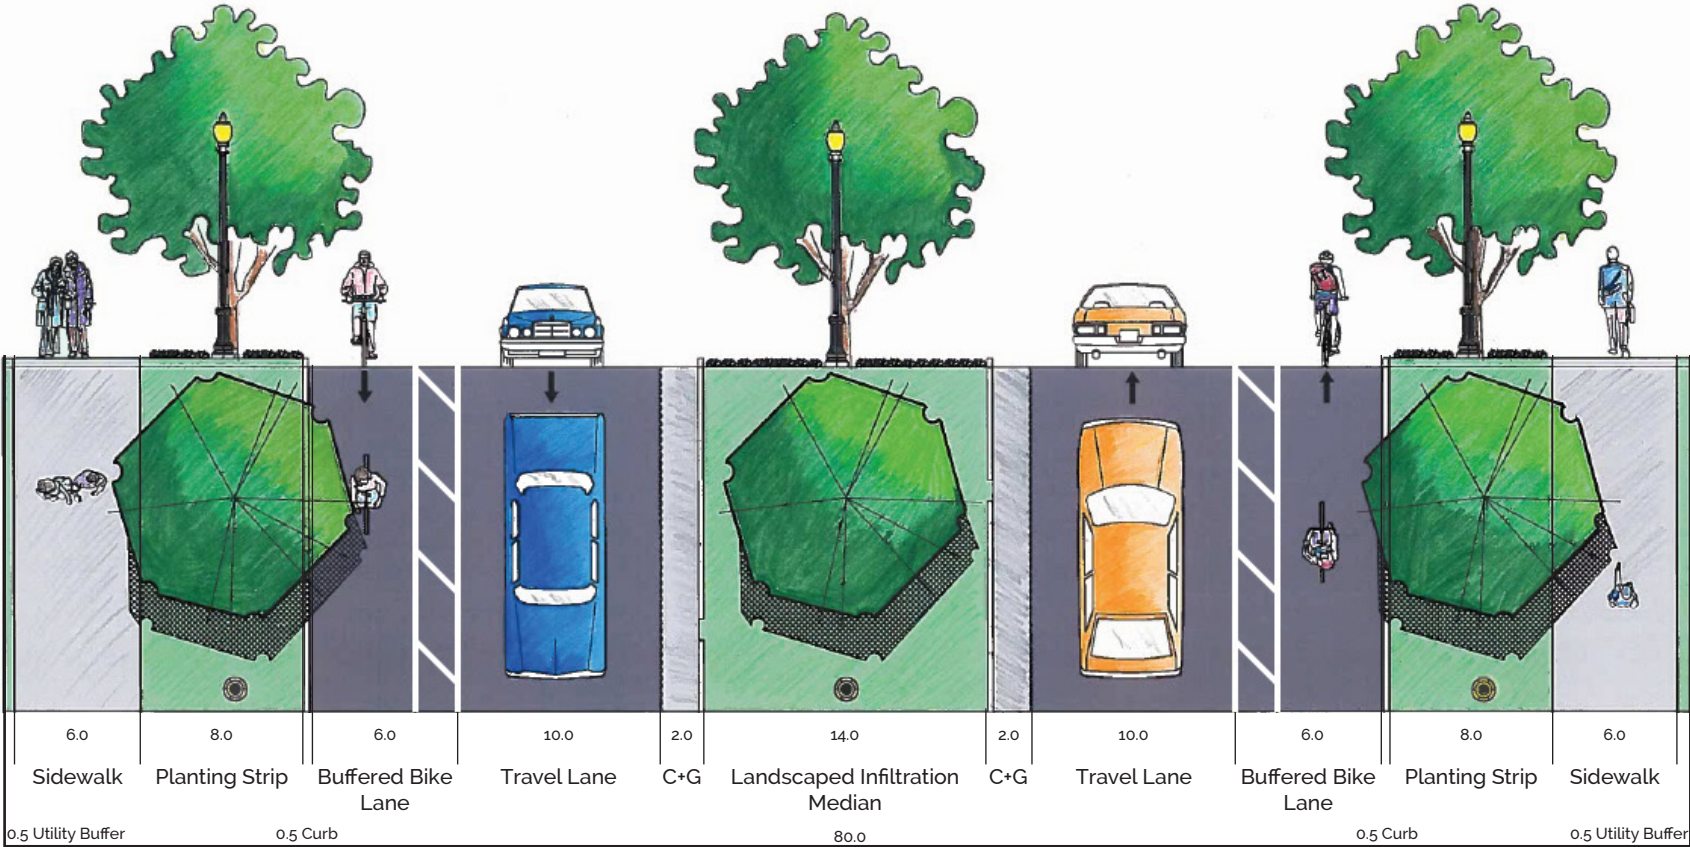 6.0 8.0 6.0 10.0 2.0 14.0 2.0 10.0 6.0 8.0 6.0
Sidewalk Planting Strip Buffered Bike Travel Lane C+G Landscaped Infiltration C+G Travel Lane Buffered Bike Planting Strip Sidewalk
Lane Median Lane
0.5 Utility Buffer 0.5 Curb 80.0 0.5 Curb 0.5 Utility Buffer